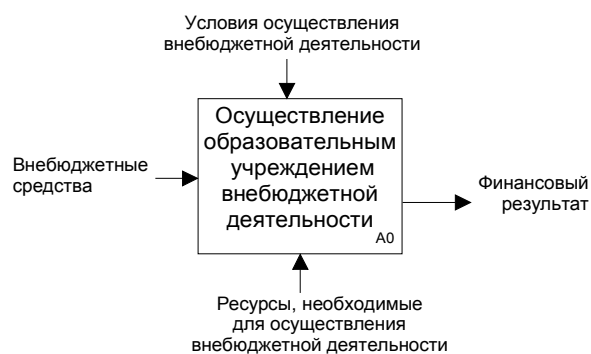 Условия осуществления
внебюджетной деятельности
Осуществление
образовательным
учреждением
внебюджетной
деятельности
A0
Внебюджетные
средства
Финансовый
результат
Ресурсы, необходимые
для осуществления
внебюджетной деятельности